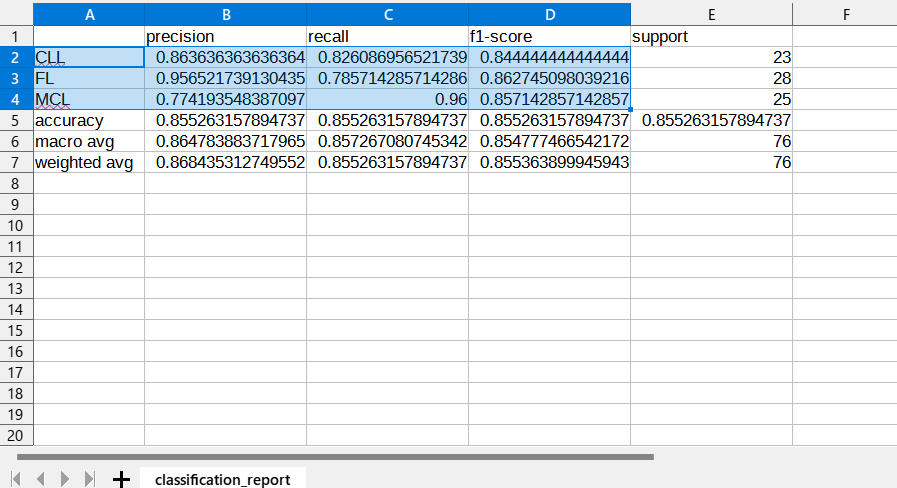 A B C D E F
1 precision recall f1-score support
2 CLL 0.863636363636364 0.826086956521739 0.844444444444444 23
3 FL 0.956521739130435 0.785714285714286 0.862745098039216 28
4 MCL 0.774193548387097 0.96 0.857142857142857 25
5 accuracy 0.855263157894737 0.855263157894737 0.855263157894737 0.855263157894737
6 macro avg 0.864783883717965 0.857267080745342 0.854777466542172 76
7 weighted avg 0.868435312749552 0.855263157894737 0.855363899945943 76
8
9
10
11
12
13
14
15
16
17
18
19
20
classification_report